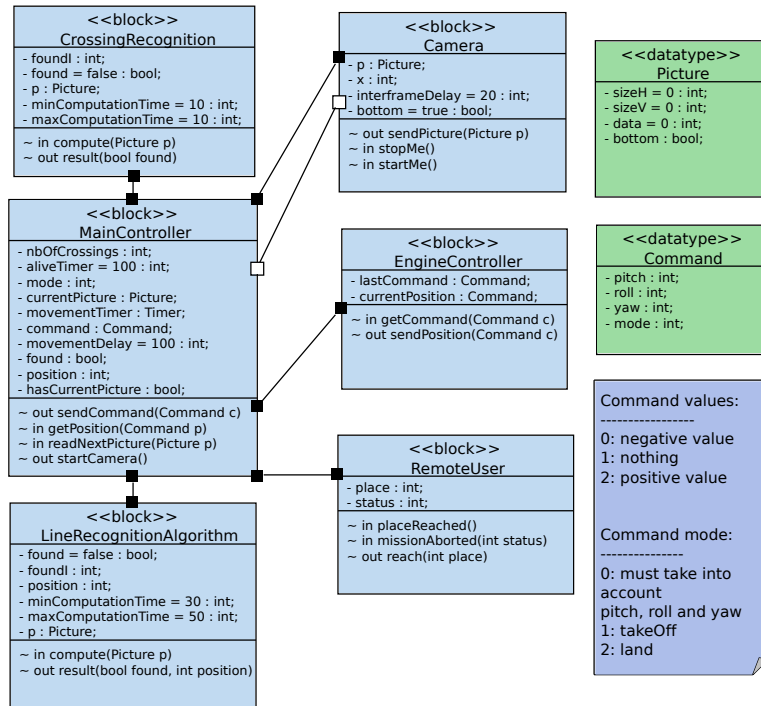 <<block>>
CrossingRecognition
- foundI : int;
- found = false : bool;
- p : Picture;
- minComputationTime = 10 : int;
- maxComputationTime = 10 : int;
~ in compute(Picture p)
~ out result(bool found)
<<block>>
Camera
- p : Picture;
- x : int;
- interframeDelay = 20 : int;
- bottom = true : bool;
~ out sendPicture(Picture p)
~ in stopMe()
~ in startMe()
<<datatype>>
Picture
- sizeH = 0 : int;
- sizeV = 0 : int;
- data = 0 : int;
- bottom : bool;
<<block>>
MainController
- nbOfCrossings : int;
- aliveTimer = 100 : int;
- mode : int;
- currentPicture : Picture;
- movementTimer : Timer;
- command : Command;
- movementDelay = 100 : int;
- found : bool;
- position : int;
- hasCurrentPicture : bool;
~ out sendCommand(Command c)
~ in getPosition(Command p)
~ in readNextPicture(Picture p)
~ out startCamera()
<<block>>
EngineController
- lastCommand : Command;
- currentPosition : Command;
~ in getCommand(Command c)
~ out sendPosition(Command c)
<<datatype>>
Command
- pitch : int;
- roll : int;
- yaw : int;
- mode : int;
<<block>>
RemoteUser
- place : int;
- status : int;
~ in placeReached()
~ in missionAborted(int status)
~ out reach(int place)
Command values:
-----------------
0: negative value
1: nothing
2: positive value
Command mode:
---------------
0: must take into
account
pitch, roll and yaw
1: takeOff
2: land
<<block>>
LineRecognitionAlgorithm
- found = false : bool;
- foundI : int;
- position : int;
- minComputationTime = 30 : int;
- maxComputationTime = 50 : int;
- p : Picture;
~ in compute(Picture p)
~ out result(bool found, int position)